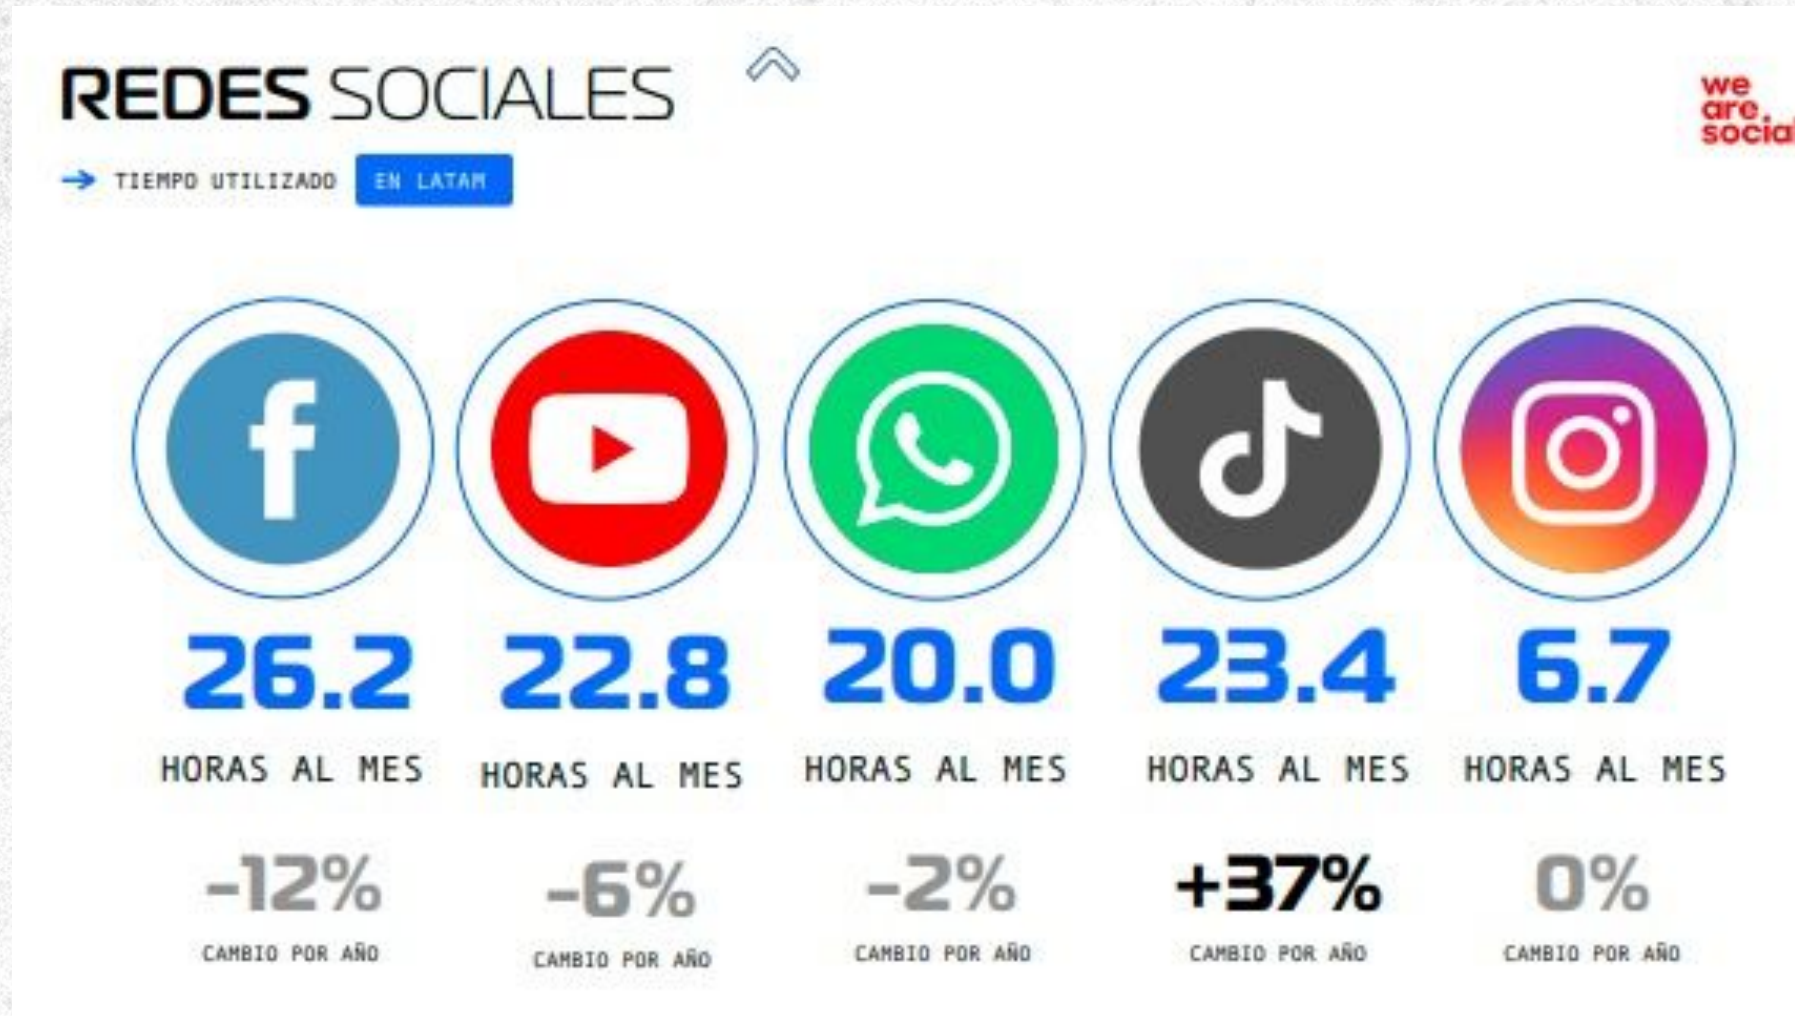 REDES SOCIALES
we
are.
social
TIEMPO UTILIZADO EN LATAM
26.2 22.8 20.0 23.4 6.7
HORAS AL MES HORAS AL MES HORAS AL MES HORAS AL MES HORAS AL MES
-12% -6% -2% +37% 0%
CAMBIO POR AÑO CAMBIO POR AÑO CAMBIO POR AÑO CAMBIO POR AÑO CAMBIO POR AÑO